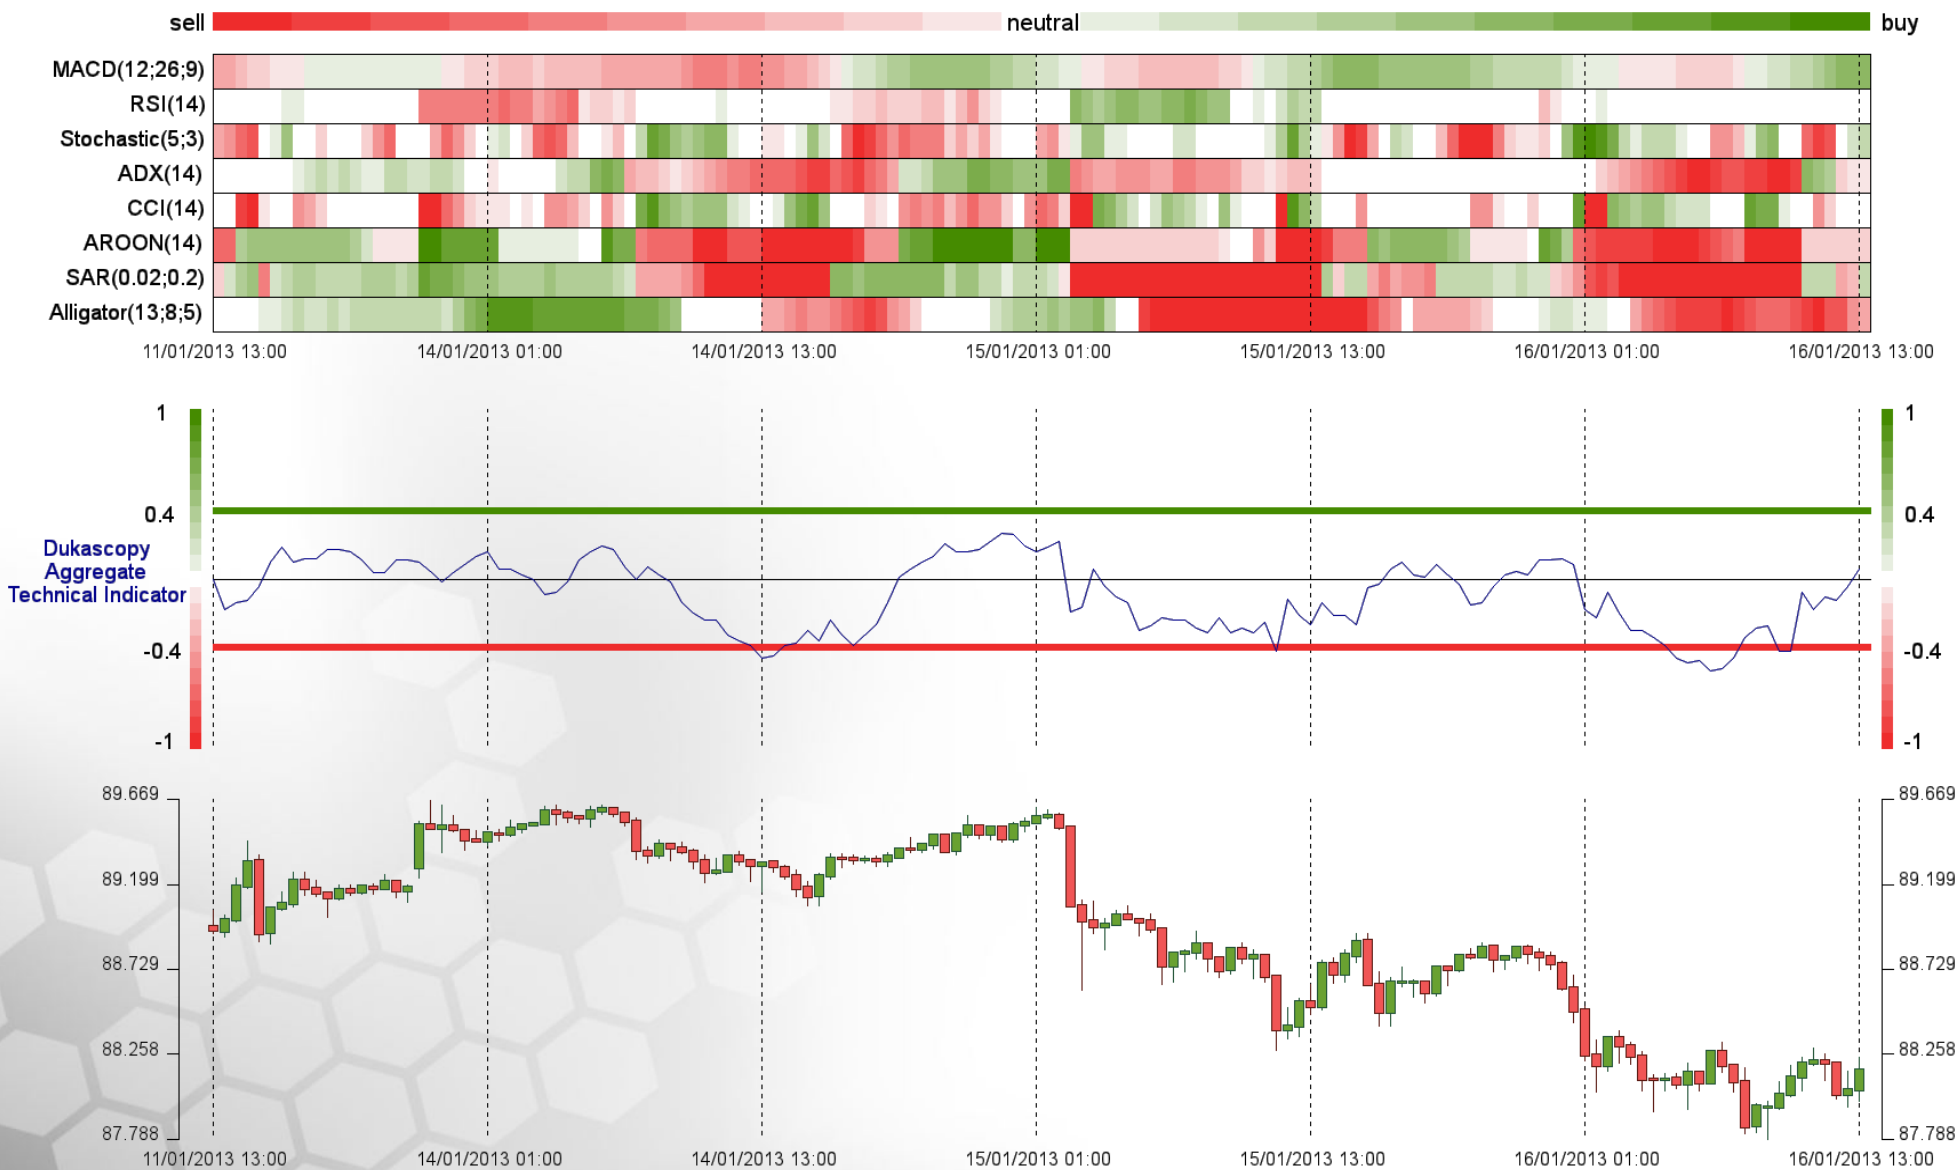 sell neutral buy
MACD(12;26;9)
RSI(14)
Stochastic(5;3)
ADX(14)
CCI(14)
AROON(14)
SAR(0.02;0.2)
Alligator(13;8;5)
11/01/2013 13:00 14/01/2013 01:00 14/01/2013 13:00 15/01/2013 01:00 15/01/2013 13:00 16/01/2013 01:00 16/01/2013 13:00
1 1
0.4 0.4
Dukascopy
Aggregate
Technical Indicator
-0.4 -0.4
-1 -1
89.669 89.669
89.199 89.199
88.729 88.729
88.258 88.258
87.788 87.788
11/01/2013 13:00 14/01/2013 01:00 14/01/2013 13:00 15/01/2013 01:00 15/01/2013 13:00 16/01/2013 01:00 16/01/2013 13:00